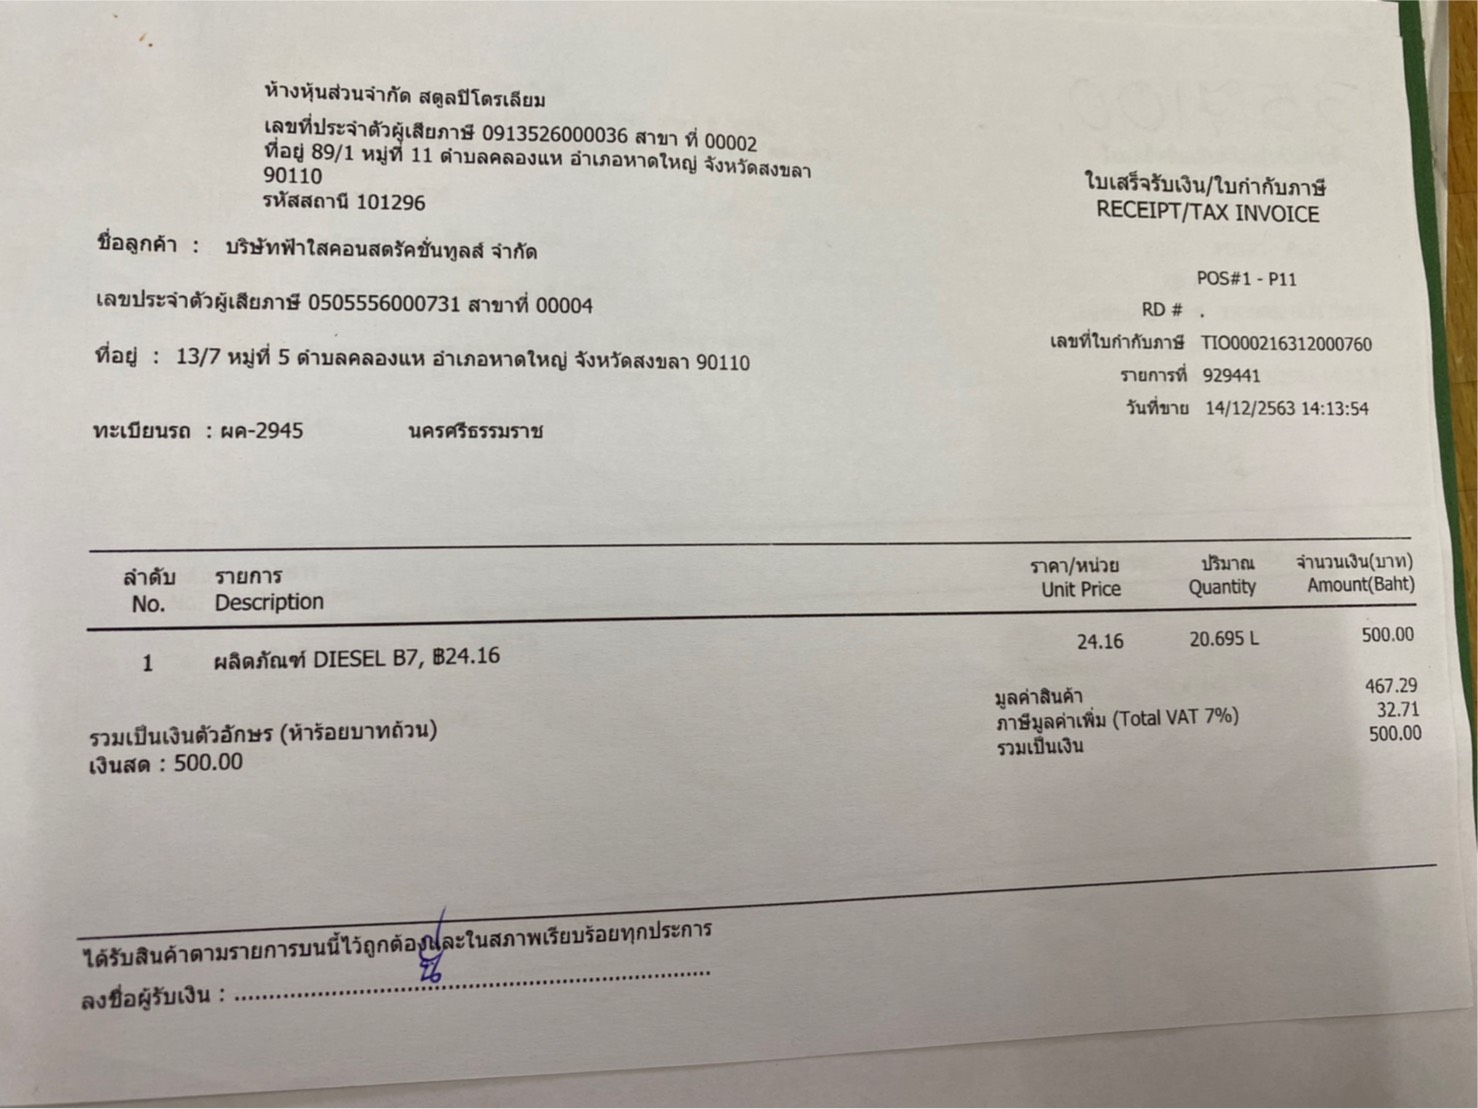 ห้างหุ้นส่วนจำกัด สตูลปิโตรเลียม
เลขที่ประจำตัวผู้เสียภาษี 0913526000036 สาขา ที่ 00002
ที่อยู่ 89/1 หมู่ที่ 11 ตำบลคลองแห อำเภอหาดใหญ่ จังหวัดสงขลา
90110
รหัสสถานี 101296
ใบเสร็จรับเงิน/ใบกำกับภาษี
RECEIPT/TAX INVOICE
ชื่อลูกค้า : บริษัทฟ้าใสคอนสตรัคชั่นทูลส์ จำกัด
POS#1 - P11
เลขประจำตัวผู้เสียภาษี 0505556000731 สาขาที่ 00004
RD # .
ที่อยู่ : 13/7 หมู่ที่ 5 ตำบลคลองแห อำเภอหาดใหญ่ จังหวัดสงขลา 90110
เลขที่ใบกำกับภาษี TIO000216312000760
รายการที่ 929441
วันที่ขาย 14/12/2563 14:13:54
ทะเบียนรถ : ผค-2945 นครศรีธรรมราช
ลำดับ รายการ ราคา/หน่วย ปริมาณ จำนวนเงิน(บาท)
No. Description Unit Price Quantity Amount(Baht)
1 ผลิตภัณฑ์ DIESEL B7, ฿24.16 24.16 20.695 L 500.00
มูลค่าสินค้า 467.29
ภาษีมูลค่าเพิ่ม (Total VAT 7%) 32.71
รวมเป็นเงิน 500.00
รวมเป็นเงินตัวอักษร (ห้าร้อยบาทถ้วน)
เงินสด : 500.00
ได้รับสินค้าตามรายการบนนี้ไว้ถูกต้องและในสภาพเรียบร้อยทุกประการ
ลงชื่อผู้รับเงิน : ....................................................................